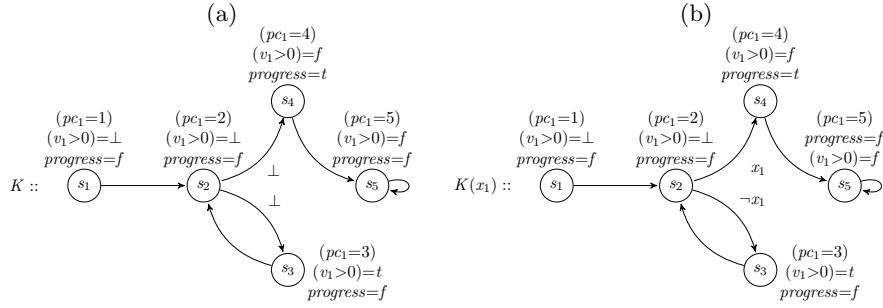 (a)
(pc₁=4)
(v₁>0)=f
progress=t
s₄
(pc₁=1)
(v₁>0)=⊥
progress=f
(pc₁=2)
(v₁>0)=⊥
progress=f
(pc₁=5)
(v₁>0)=f
progress=f
K ::
s₁
s₂
⊥
⊥
s₅
s₃
(pc₁=3)
(v₁>0)=t
progress=f
(b)
(pc₁=4)
(v₁>0)=f
progress=t
s₄
(pc₁=1)
(v₁>0)=⊥
progress=f
(pc₁=2)
(v₁>0)=⊥
progress=f
(pc₁=5)
progress=f
(v₁>0)=f
K(x₁) ::
s₁
s₂
x₁
¬x₁
s₅
s₃
(pc₁=3)
(v₁>0)=t
progress=f